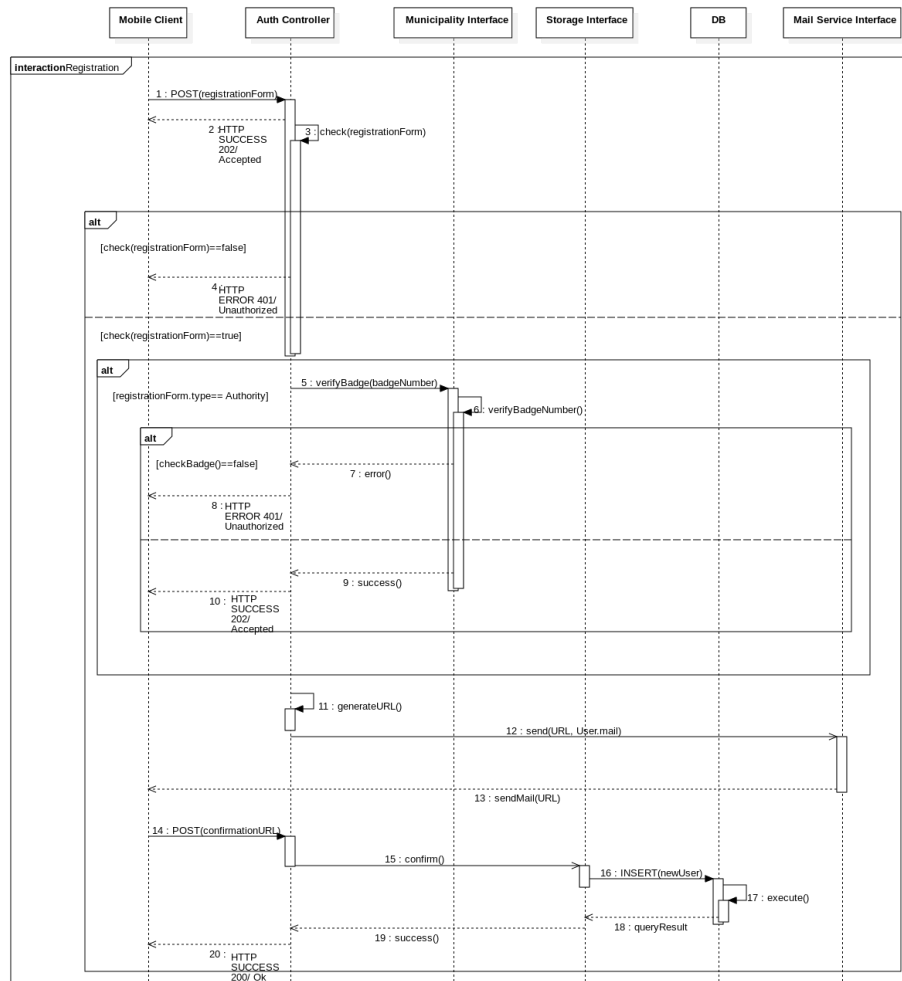 Mobile Client
Auth Controller
Municipality Interface
Storage Interface
DB
Mail Service Interface
interactionRegistration
1 : POST(registrationForm)
2 :HTTP
SUCCESS
202/
Accepted
3 : check(registrationForm)
alt
[check(registrationForm)==false]
4 :
HTTP
ERROR 401/
Unauthorized
[check(registrationForm)==true]
alt
[registrationForm.type== Authority]
5 : verifyBadge(badgeNumber)
6 : verifyBadgeNumber()
alt
[checkBadge()==false]
7 : error()
8 : HTTP
ERROR 401/
Unauthorized
9 : success()
10 : HTTP
SUCCESS
202/
Accepted
11 : generateURL()
12 : send(URL, User.mail)
13 : sendMail(URL)
14 : POST(confirmationURL)
15 : confirm()
16 : INSERT(newUser)
17 : execute()
18 : queryResult
19 : success()
20 : HTTP
SUCCESS
200/ Ok